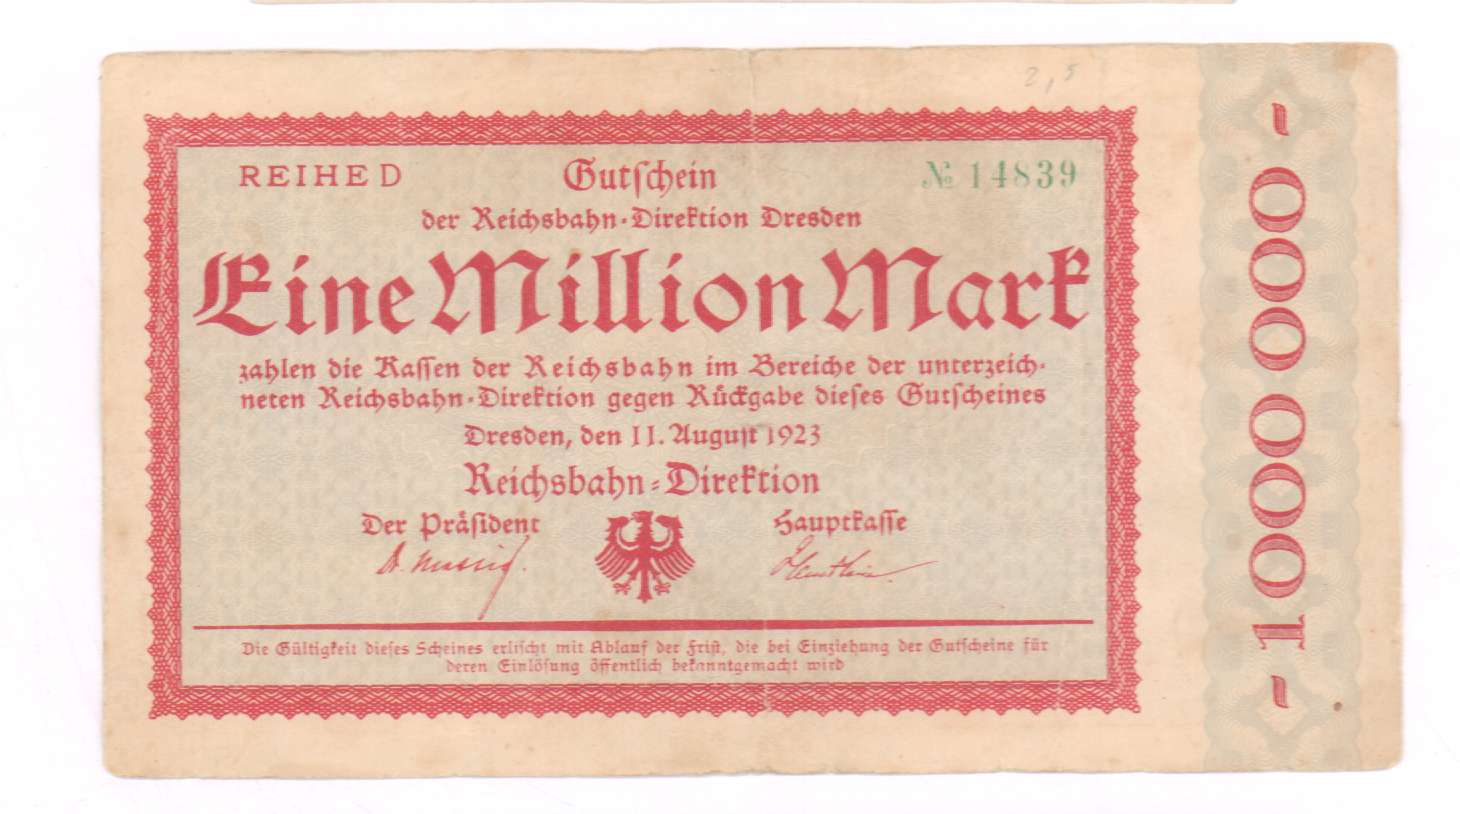 2,5
REIHE D
Gutschein
№ 14839
der Reichsbahn-Direktion Dresden
Eine Million Mark
zahlen die Kassen der Reichsbahn im Bereiche der unterzeich-
neten Reichsbahn-Direktion gegen Rückgabe dieses Gutscheines
Dresden, den 11. August 1923
Reichsbahn-Direktion
Der Präsident
Hauptkasse
Die Gültigkeit dieses Scheines erlischt mit Ablauf der Frist, die bei Einziehung der Gutscheine für
deren Einlösung öffentlich bekanntgemacht wird
- 1000 000 -